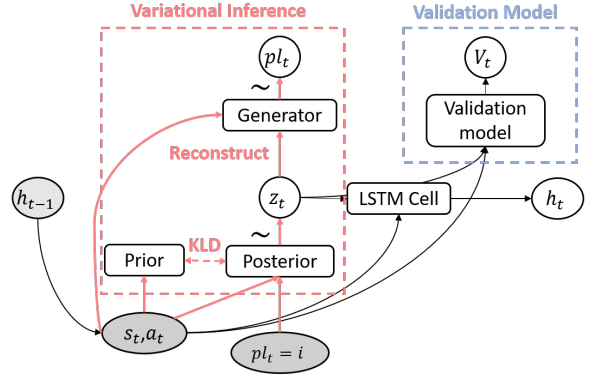 Variational Inference
Validation Model
pl_t
V_t
~
Generator
Validation
model
Reconstruct
h_{t-1}
z_t
LSTM Cell
h_t
~
KLD
Prior
Posterior
s_t,a_t
pl_t = i